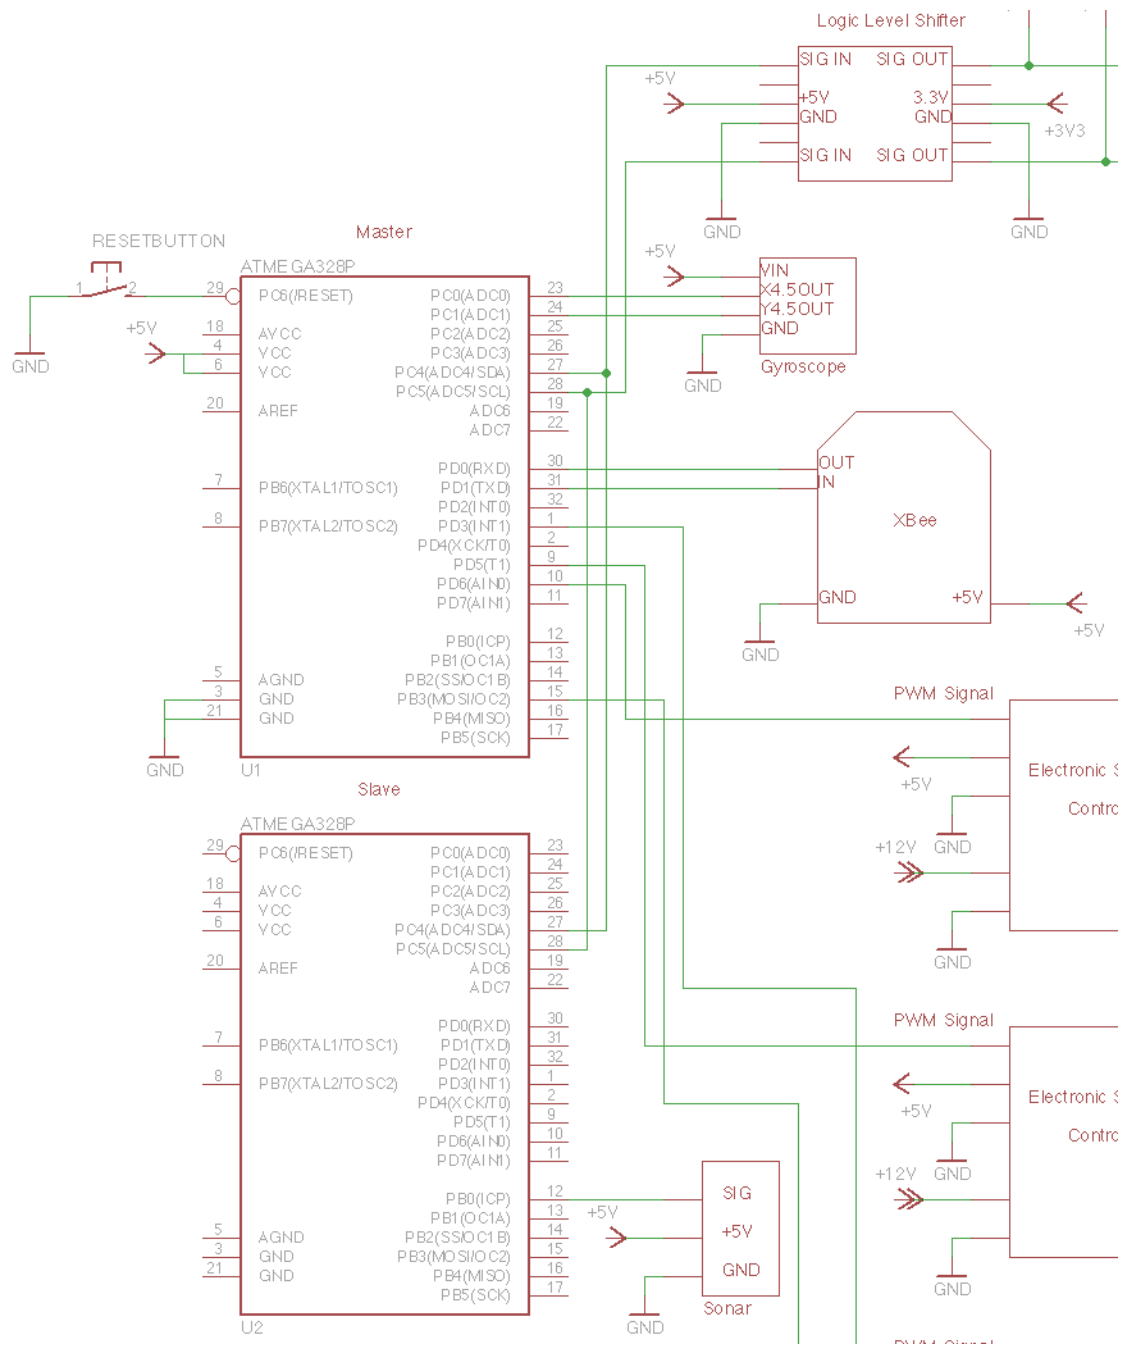 Logic Level Shifter
SIG IN SIG OUT
+5V
+5V 3.3V
GND GND
+3V3
SIG IN SIG OUT
GND GND
Master
RESETBUTTON
ATMEGA328P
+5V
VIN
X4.5OUT
Y4.5OUT
GND
Gyroscope
GND
1 2 29 PC6(/RESET) PC0(ADC0) 23
PC1(ADC1) 24
+5V 18 AVCC PC2(ADC2) 25
4 VCC PC3(ADC3) 26
GND 6 VCC PC4(ADC4/SDA) 27
PC5(ADC5/SCL) 28
20 AREF ADC6 19
ADC7 22
PD0(RXD) 30
7 PB6(XTAL1/TOSC1) PD1(TXD) 31
PD2(INT0) 32
8 PB7(XTAL2/TOSC2) PD3(INT1) 1
PD4(XCK/T0) 2
PD5(T1) 9
PD6(AIN0) 10
PD7(AIN1) 11
PB0(ICP) 12
PB1(OC1A) 13
5 AGND PB2(SS/OC1B) 14
3 GND PB3(MOSI/OC2) 15
21 GND PB4(MISO) 16
PB5(SCK) 17
GND
U1
OUT
IN
XBee
GND +5V
+5V
GND
PWM Signal
+5V
Electronic
Contro
+12V GND
GND
Slave
ATMEGA328P
29 PC6(/RESET) PC0(ADC0) 23
PC1(ADC1) 24
18 AVCC PC2(ADC2) 25
4 VCC PC3(ADC3) 26
6 VCC PC4(ADC4/SDA) 27
PC5(ADC5/SCL) 28
20 AREF ADC6 19
ADC7 22
PD0(RXD) 30
7 PB6(XTAL1/TOSC1) PD1(TXD) 31
PD2(INT0) 32
8 PB7(XTAL2/TOSC2) PD3(INT1) 1
PD4(XCK/T0) 2
PD5(T1) 9
PD6(AIN0) 10
PD7(AIN1) 11
PB0(ICP) 12
PB1(OC1A) 13
5 AGND PB2(SS/OC1B) 14
3 GND PB3(MOSI/OC2) 15
21 GND PB4(MISO) 16
PB5(SCK) 17
U2
PWM Signal
+5V
Electronic
Contro
+12V GND
GND
SIG
+5V
+5V
GND
Sonar
GND